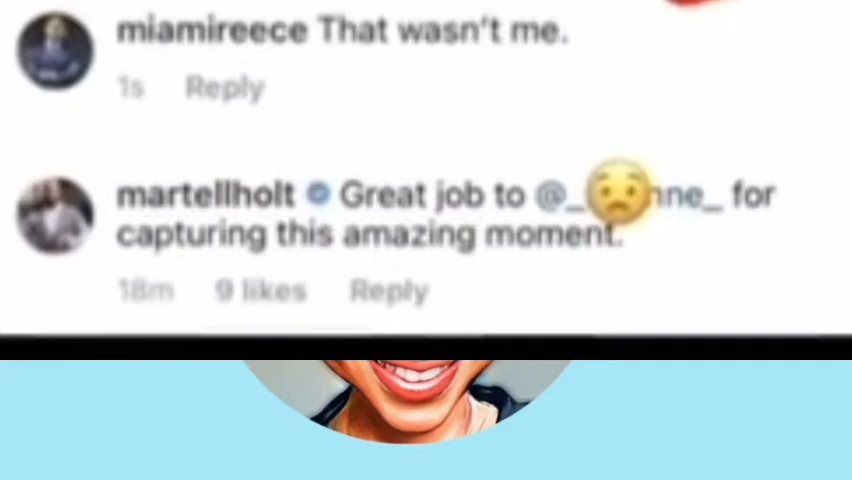 miamireece That wasn't me.
1s Reply
martellholt Great job to @_ nne_ for
capturing this amazing moment.
18m 9 likes Reply